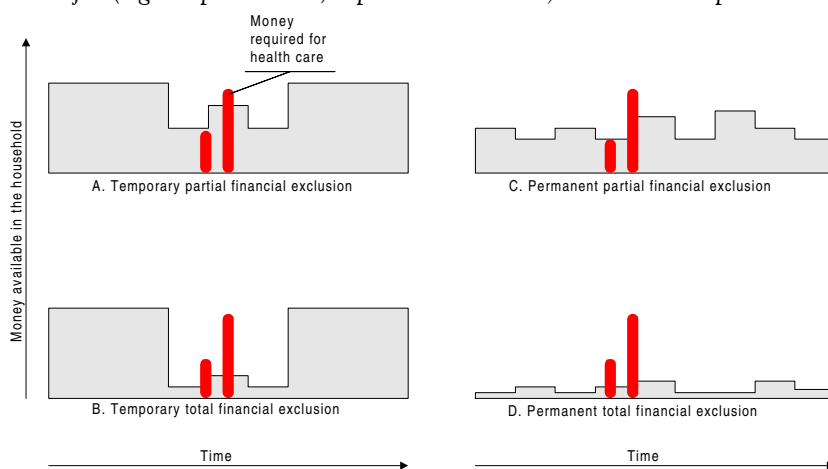 Money
required for
health care
Money available in the household
A. Temporary partial financial exclusion
C. Permanent partial financial exclusion
B. Temporary total financial exclusion
D. Permanent total financial exclusion
Time
Time